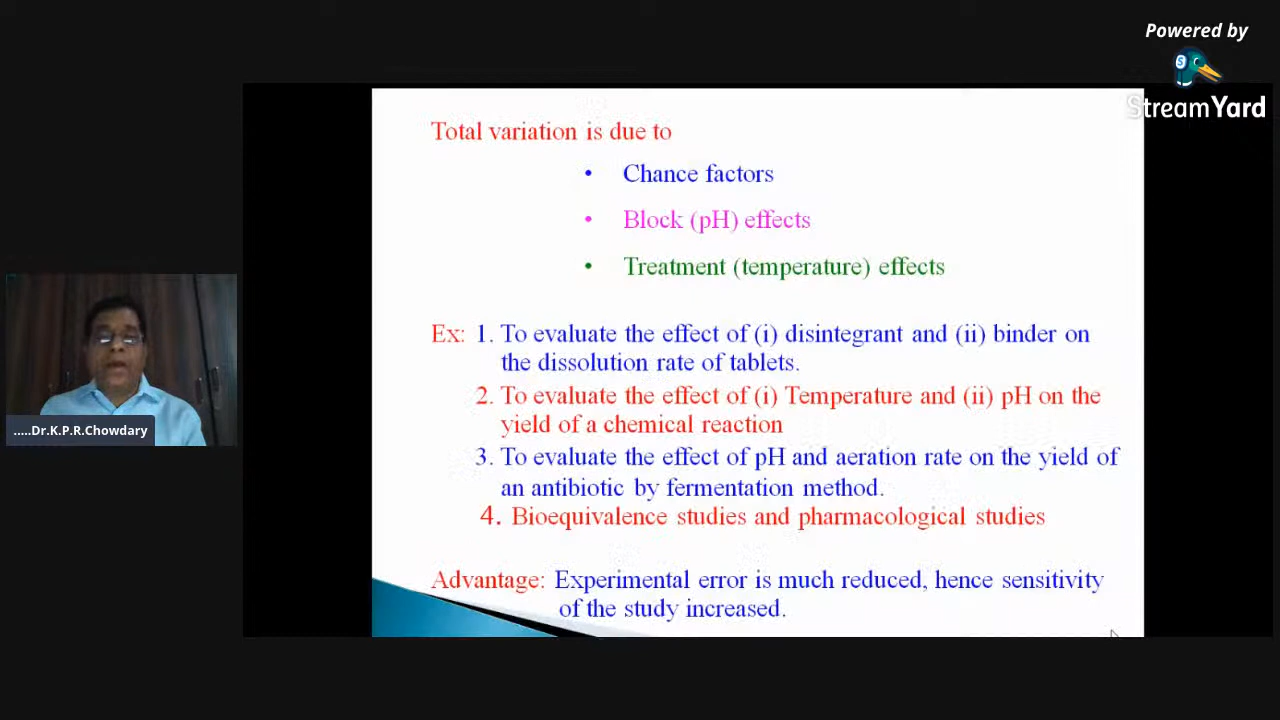 Powered by
StreamYard
Total variation is due to
• Chance factors
• Block (pH) effects
• Treatment (temperature) effects
Ex: 1. To evaluate the effect of (i) disintegrant and (ii) binder on
the dissolution rate of tablets.
2. To evaluate the effect of (i) Temperature and (ii) pH on the
yield of a chemical reaction
3. To evaluate the effect of pH and aeration rate on the yield of
an antibiotic by fermentation method.
4. Bioequivalence studies and pharmacological studies
Advantage: Experimental error is much reduced, hence sensitivity
of the study increased.
.....Dr.K.P.R.Chowdary